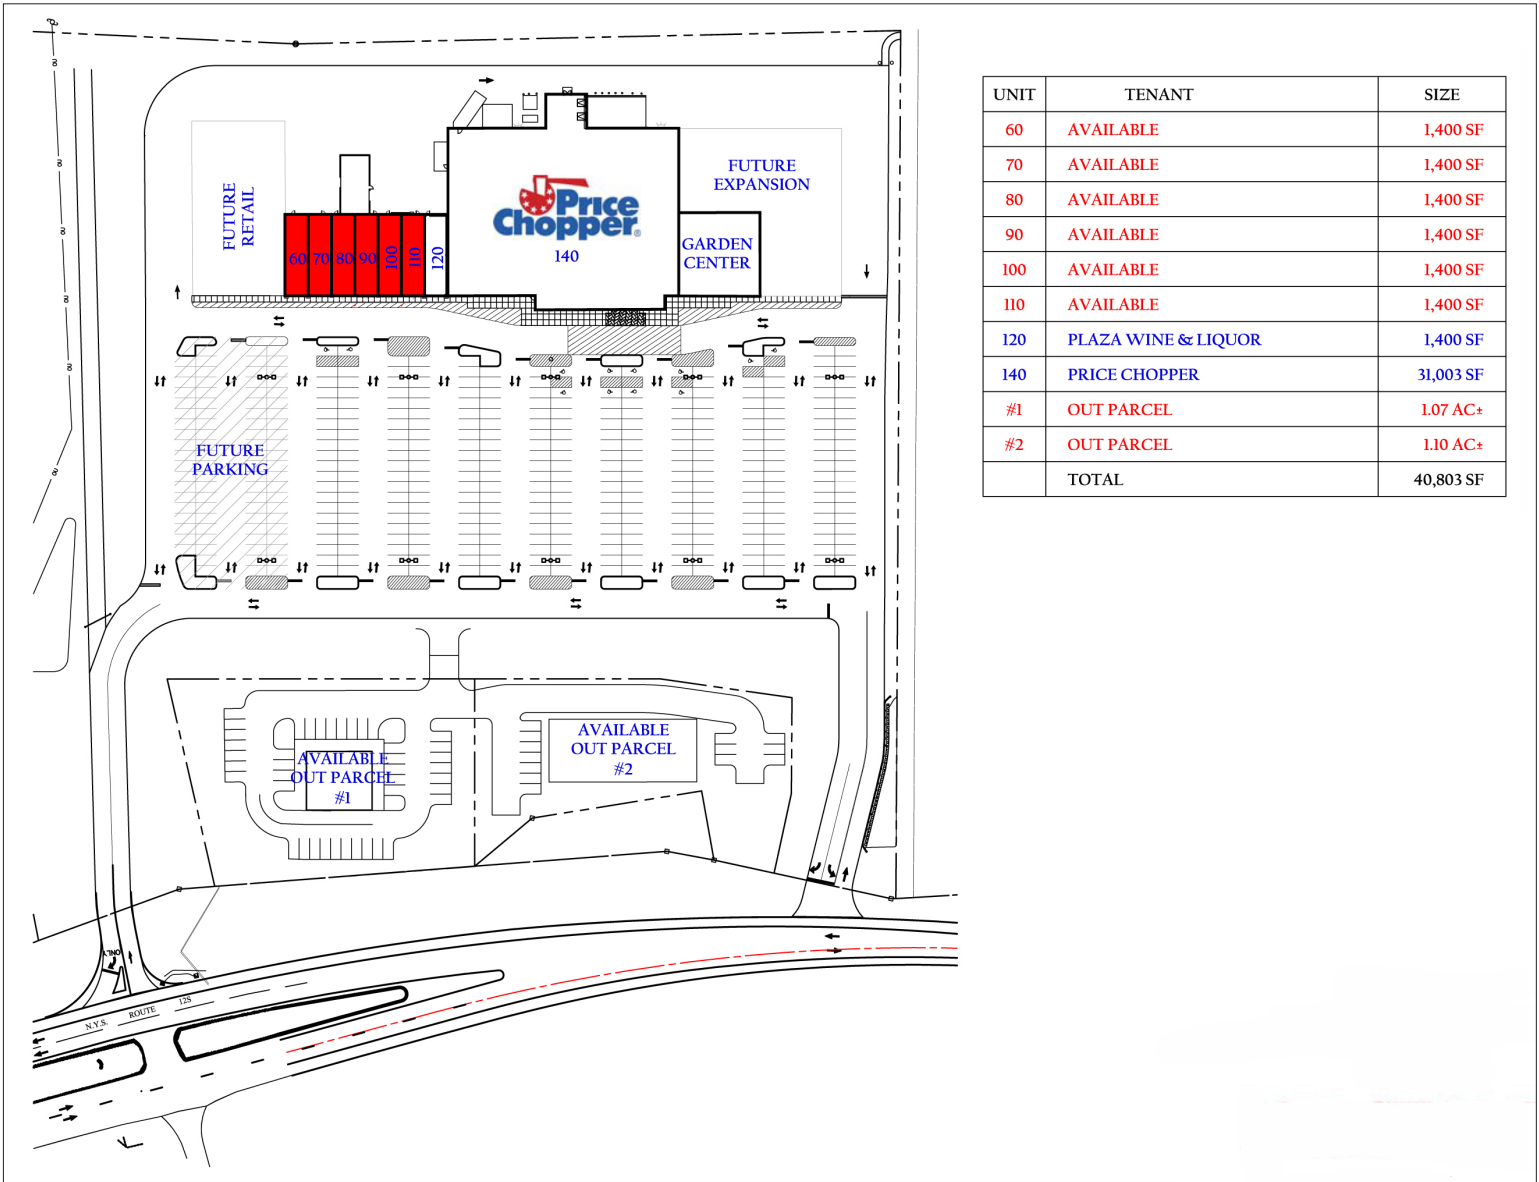 UNIT TENANT SIZE
60 AVAILABLE 1,400 SF
70 AVAILABLE 1,400 SF
80 AVAILABLE 1,400 SF
90 AVAILABLE 1,400 SF
100 AVAILABLE 1,400 SF
110 AVAILABLE 1,400 SF
120 PLAZA WINE & LIQUOR 1,400 SF
140 PRICE CHOPPER 31,003 SF
#1 OUT PARCEL 1.07 AC±
#2 OUT PARCEL 1.10 AC±
TOTAL 40,803 SF
FUTURE
RETAIL
60 70 80 90 100 110 120
Price
Chopper®
140
FUTURE
EXPANSION
GARDEN
CENTER
FUTURE
PARKING
AVAILABLE
OUT PARCEL
#1
AVAILABLE
OUT PARCEL
#2
ONLY
N.Y.S. ROUTE 12S